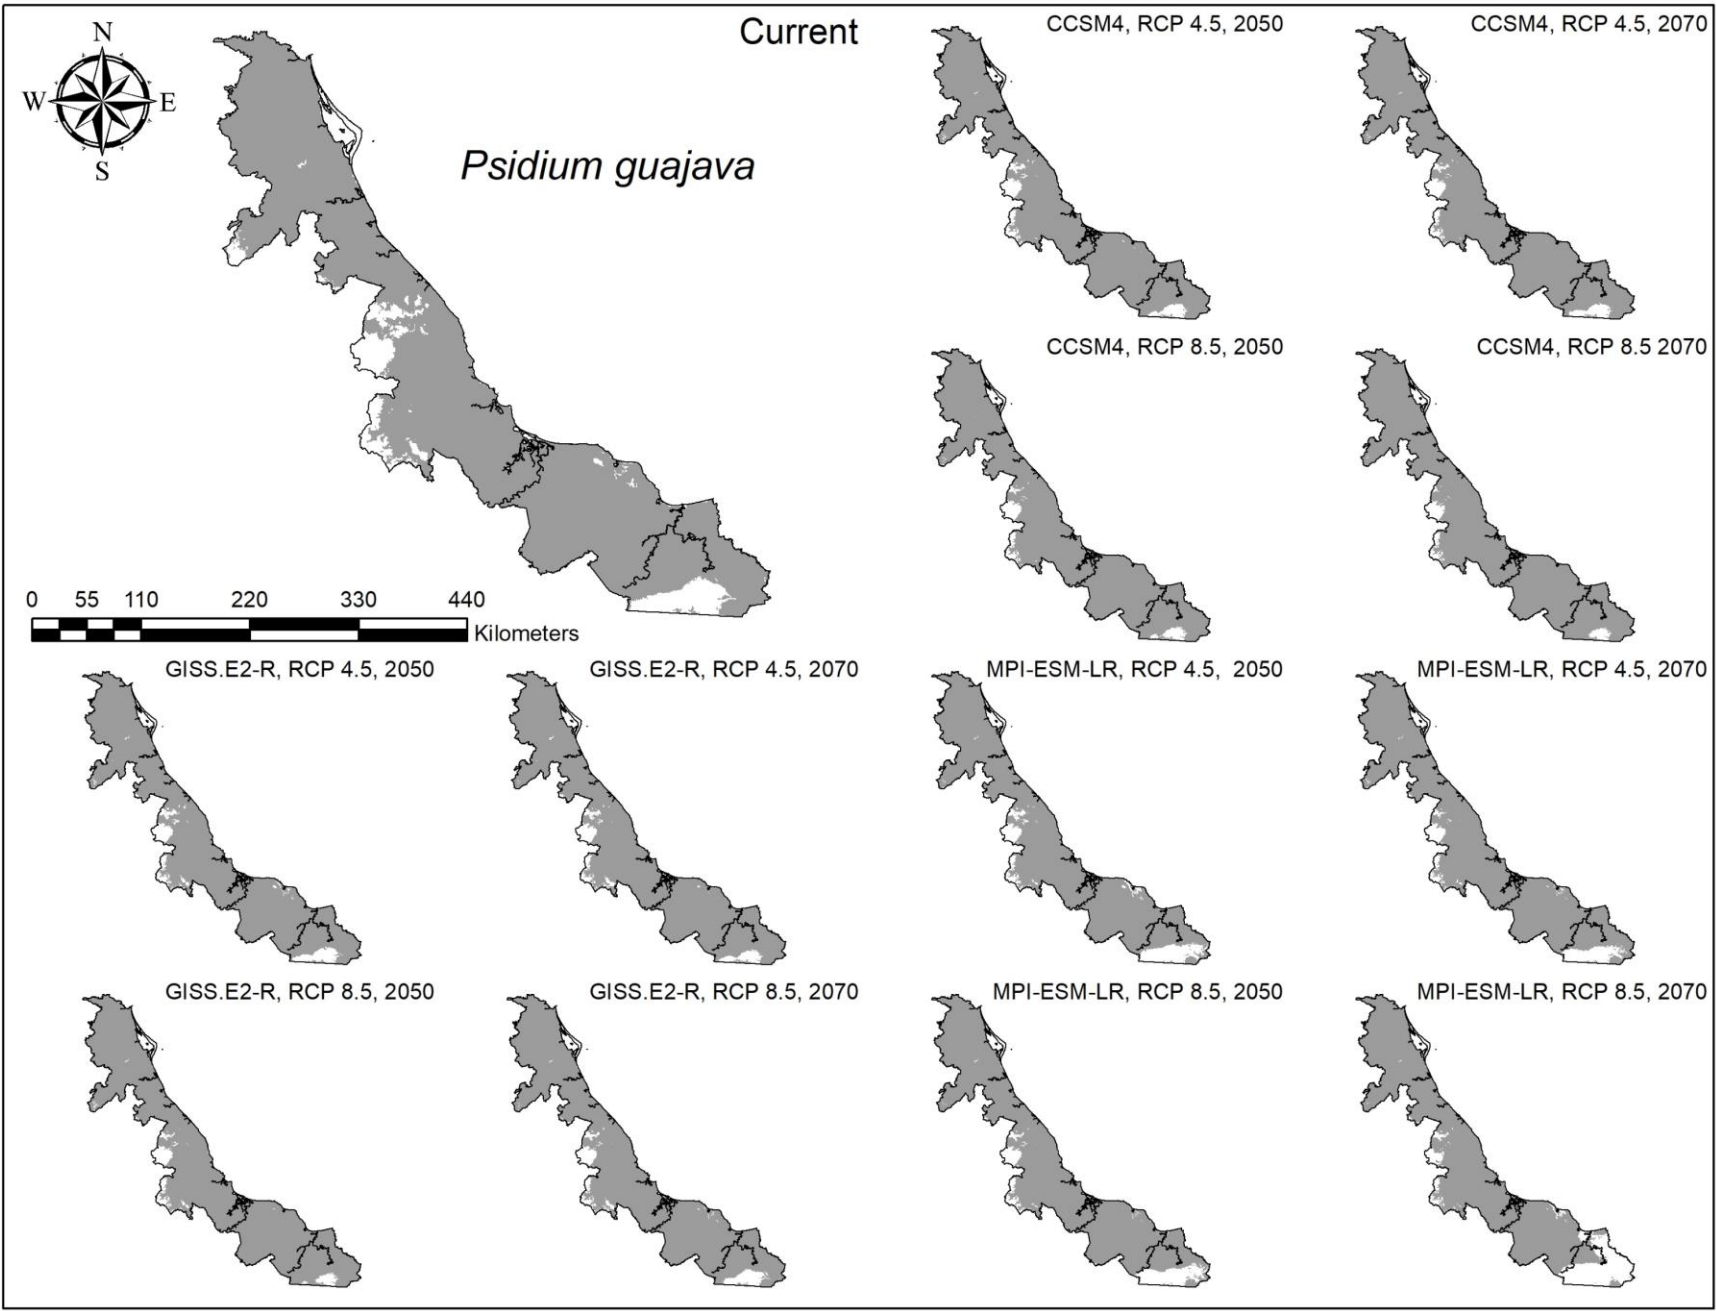 N
W E
S
Current
Psidium guajava
0 55 110 220 330 440
Kilometers
CCSM4, RCP 4.5, 2050
CCSM4, RCP 4.5, 2070
CCSM4, RCP 8.5, 2050
CCSM4, RCP 8.5 2070
GISS.E2-R, RCP 4.5, 2050
GISS.E2-R, RCP 4.5, 2070
MPI-ESM-LR, RCP 4.5, 2050
MPI-ESM-LR, RCP 4.5, 2070
GISS.E2-R, RCP 8.5, 2050
GISS.E2-R, RCP 8.5, 2070
MPI-ESM-LR, RCP 8.5, 2050
MPI-ESM-LR, RCP 8.5, 2070